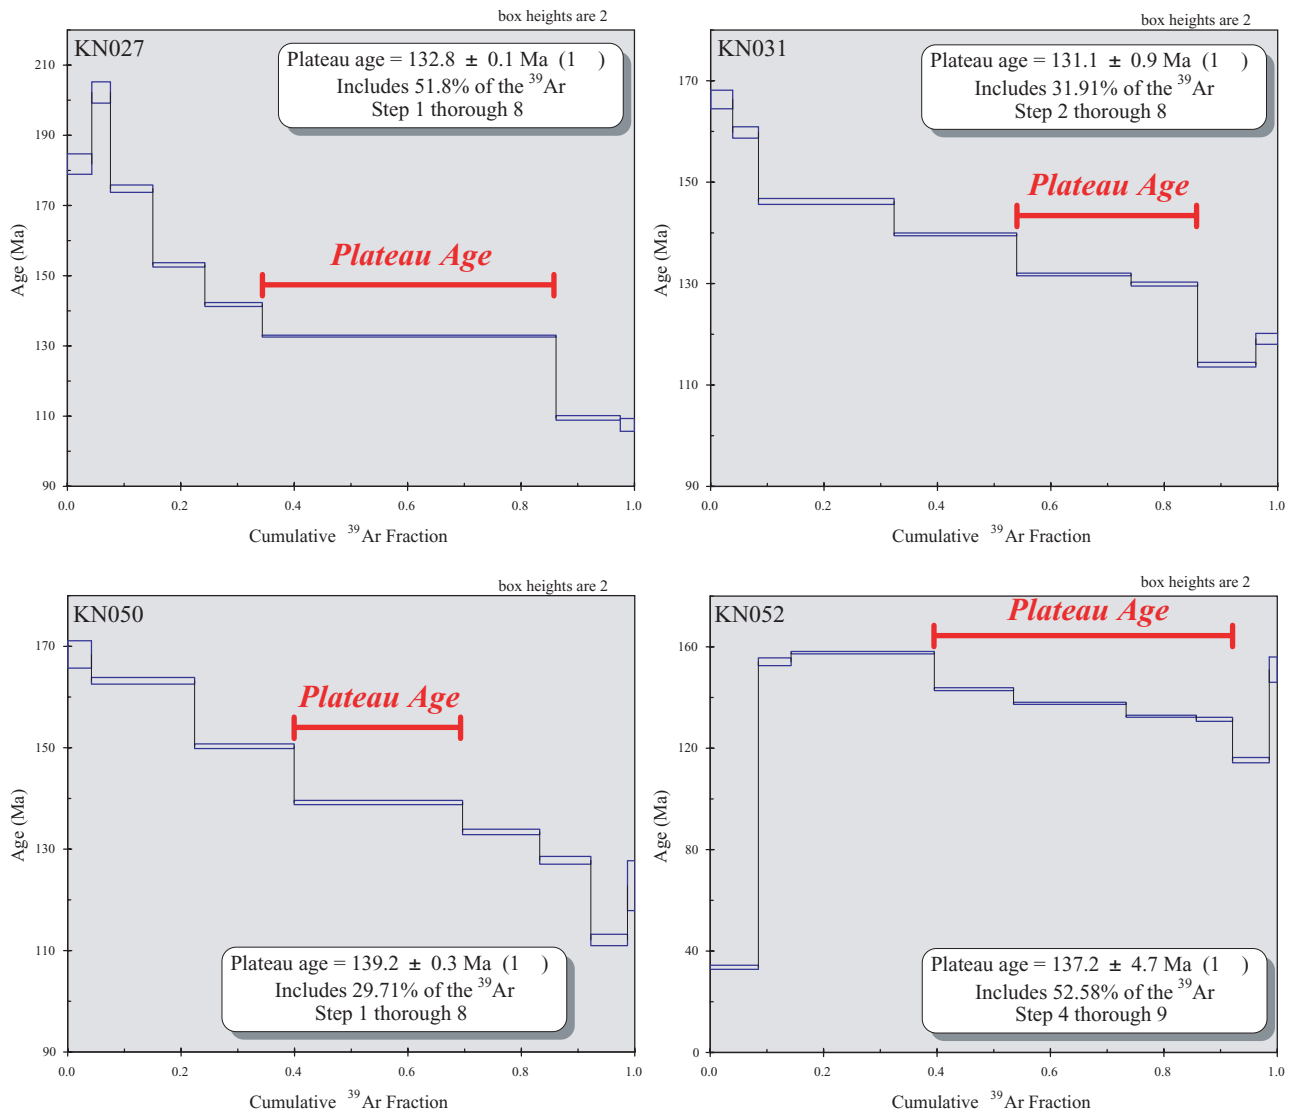 box heights are 2
KN027
Plateau age = 132.8 ± 0.1 Ma (1 )
Includes 51.8% of the ³⁹Ar
Step 1 thorough 8
Plateau Age
Age (Ma)
210
190
170
150
130
110
90
0.0 0.2 0.4 0.6 0.8 1.0
Cumulative ³⁹Ar Fraction
box heights are 2
KN031
Plateau age = 131.1 ± 0.9 Ma (1 )
Includes 31.91% of the ³⁹Ar
Step 2 thorough 8
Plateau Age
Age (Ma)
170
150
130
110
90
0.0 0.2 0.4 0.6 0.8 1.0
Cumulative ³⁹Ar Fraction
box heights are 2
KN050
Plateau Age
Age (Ma)
170
150
130
110
90
Plateau age = 139.2 ± 0.3 Ma (1 )
Includes 29.71% of the ³⁹Ar
Step 1 thorough 8
0.0 0.2 0.4 0.6 0.8 1.0
Cumulative ³⁹Ar Fraction
box heights are 2
KN052
Plateau Age
Age (Ma)
160
120
80
40
0
Plateau age = 137.2 ± 4.7 Ma (1 )
Includes 52.58% of the ³⁹Ar
Step 4 thorough 9
0.0 0.2 0.4 0.6 0.8 1.0
Cumulative ³⁹Ar Fraction